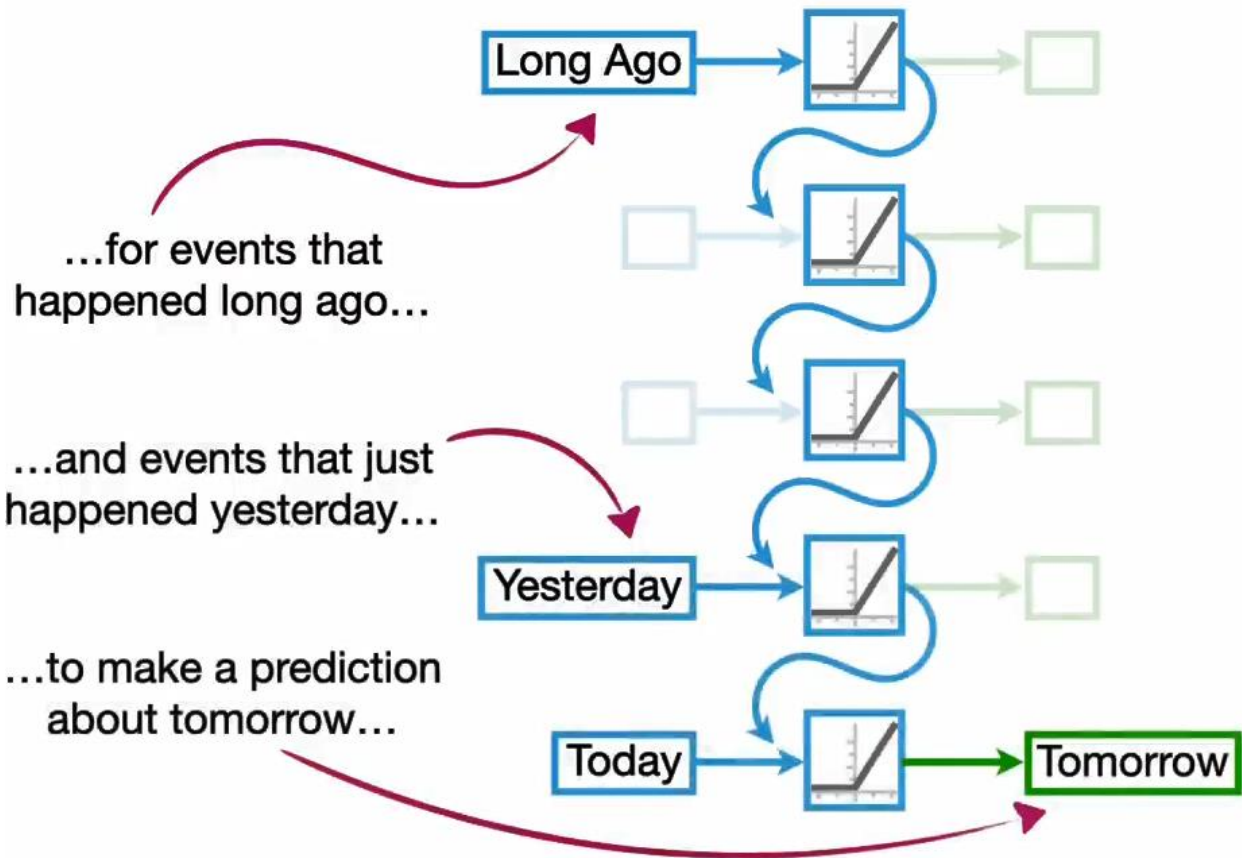 Long Ago
…for events that
happened long ago…
…and events that just
happened yesterday…
Yesterday
…to make a prediction
about tomorrow…
Today
Tomorrow